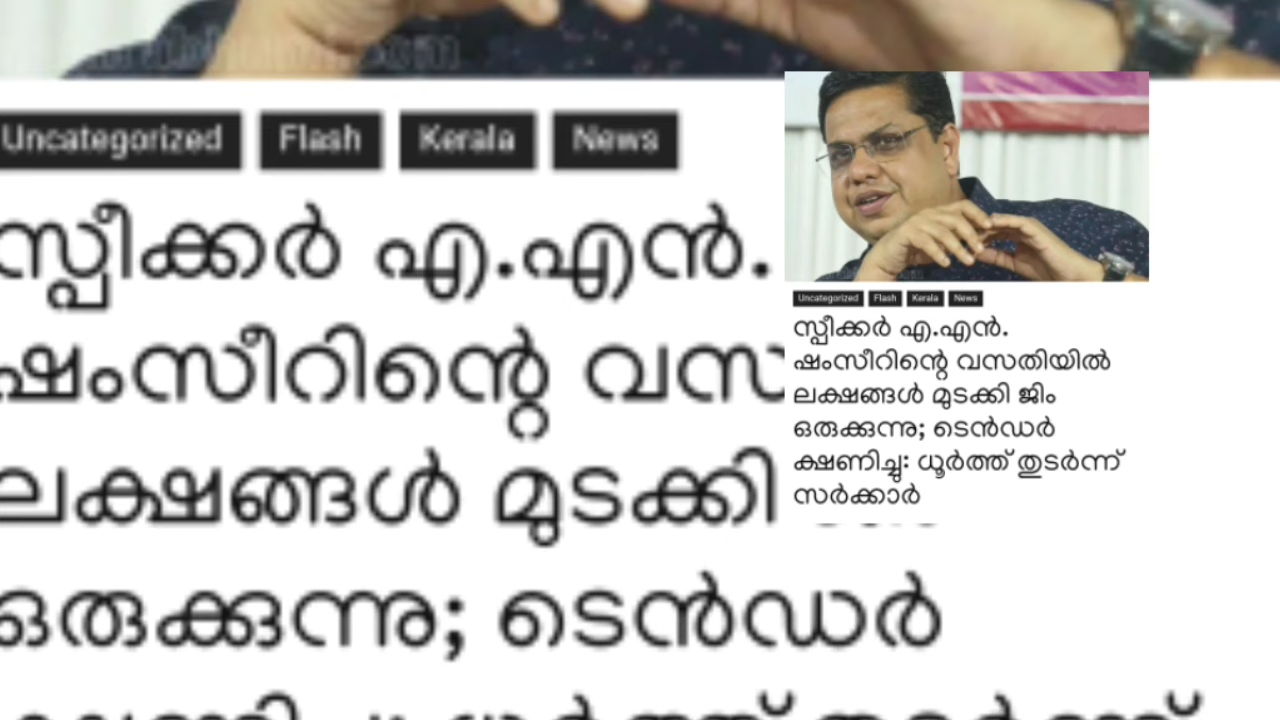 Uncategorized Flash Kerala News
സ്പീക്കർ എ.എൻ.
ഷംസീറിന്റെ വസ
ലക്ഷങ്ങൾ മുടക്കി
ഒരുക്കുന്നു; ടെൻഡർ
Uncategorized Flash Kerala News
സ്പീക്കർ എ.എൻ.
ഷംസീറിന്റെ വസതിയിൽ
ലക്ഷങ്ങൾ മുടക്കി ജിം
ഒരുക്കുന്നു; ടെൻഡർ
ക്ഷണിച്ചു: ധൂർത്ത് തുടർന്ന്
സർക്കാർ